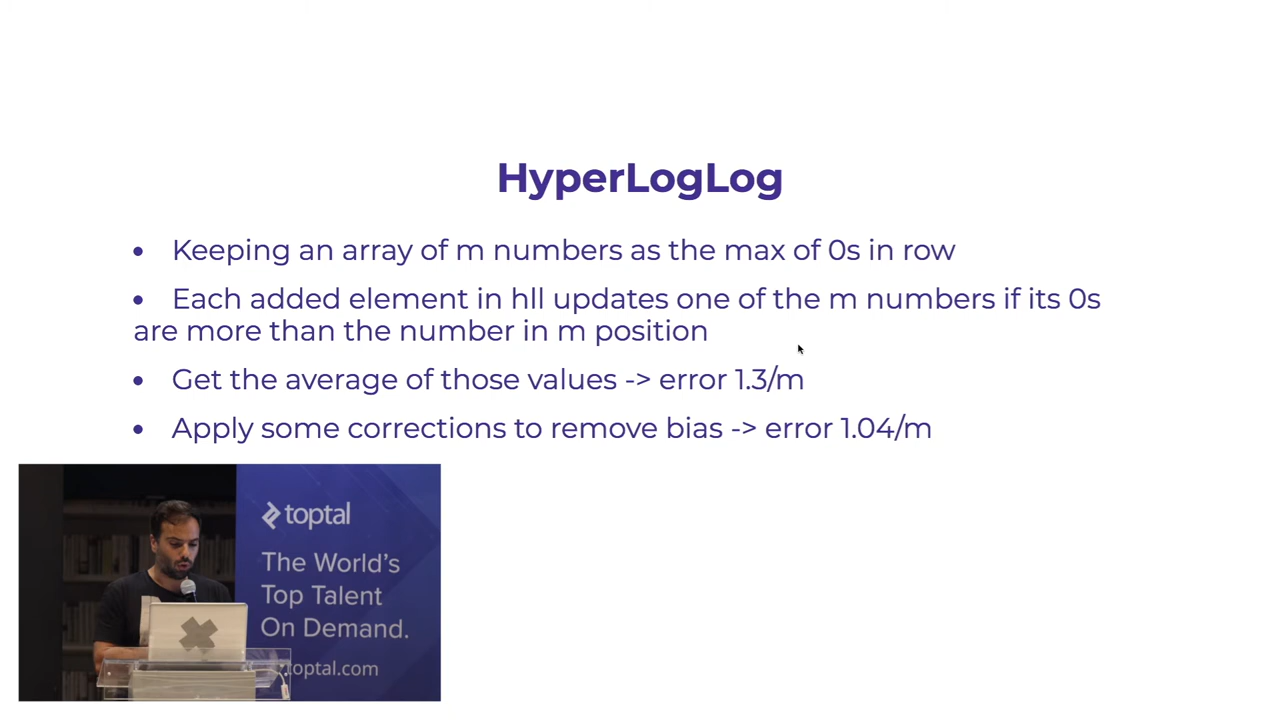 HyperLogLog
• Keeping an array of m numbers as the max of 0s in row
• Each added element in hll updates one of the m numbers if its 0s
are more than the number in m position
• Get the average of those values -> error 1.3/m
• Apply some corrections to remove bias -> error 1.04/m
toptal
The World's
Top Talent
On Demand.
toptal.com